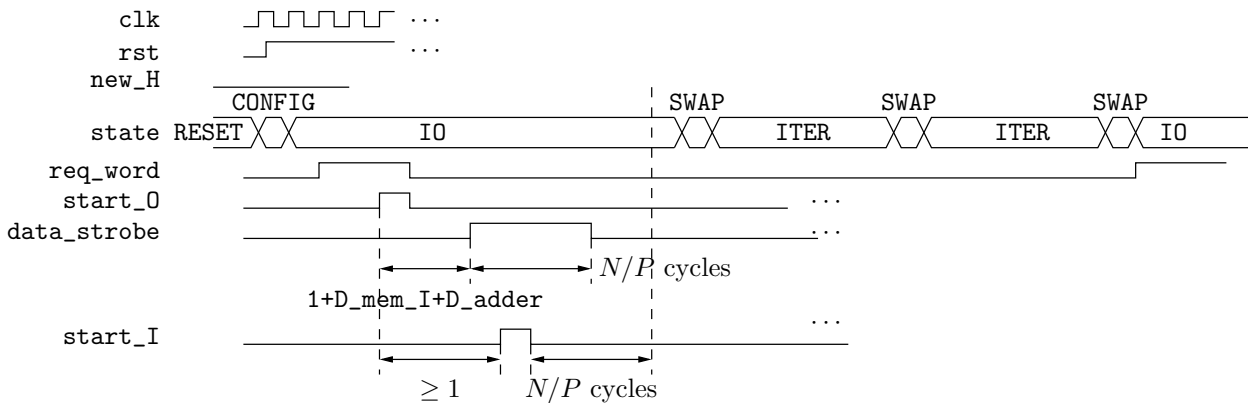 clk ...
rst ...
new_H
CONFIG SWAP SWAP SWAP
state RESET IO ITER ITER IO
req_word
start_O ...
data_strobe ...
N/P cycles
1+D_mem_I+D_adder
start_I ...
≥ 1 N/P cycles